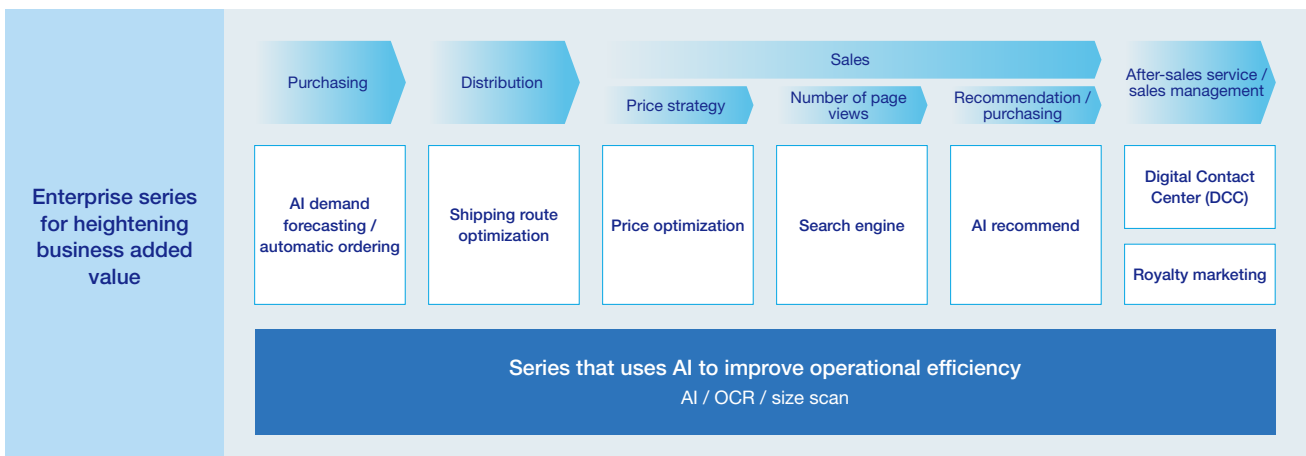 Enterprise series
for heightening
business added
value
Purchasing
Distribution
Sales
Price strategy
Number of page
views
Recommendation /
purchasing
After-sales service /
sales management
AI demand
forecasting /
automatic ordering
Shipping route
optimization
Price optimization
Search engine
AI recommend
Digital Contact
Center (DCC)
Royalty marketing
Series that uses AI to improve operational efficiency
AI / OCR / size scan